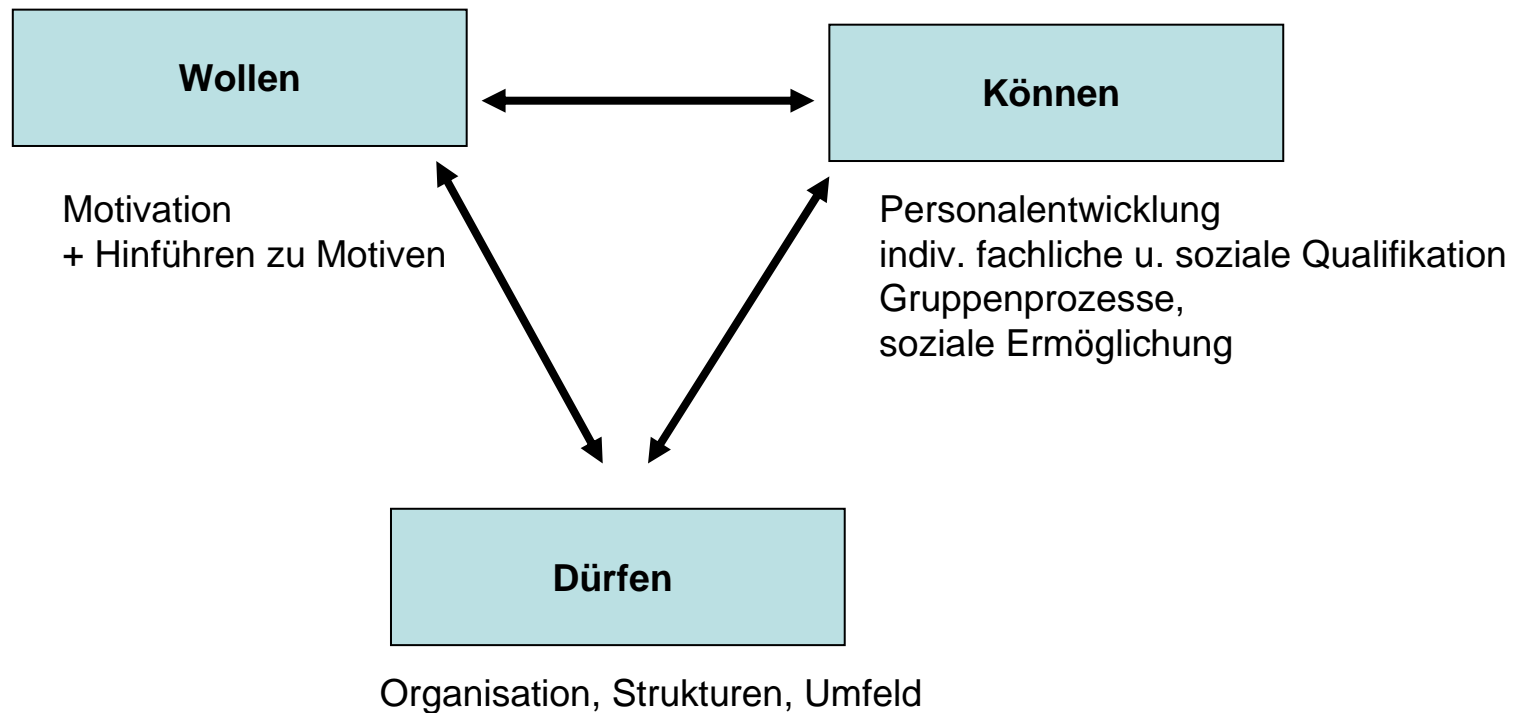 Wollen
Können
Motivation
+ Hinführen zu Motiven
Personalentwicklung
indiv. fachliche u. soziale Qualifikation
Gruppenprozesse,
soziale Ermöglichung
Dürfen
Organisation, Strukturen, Umfeld